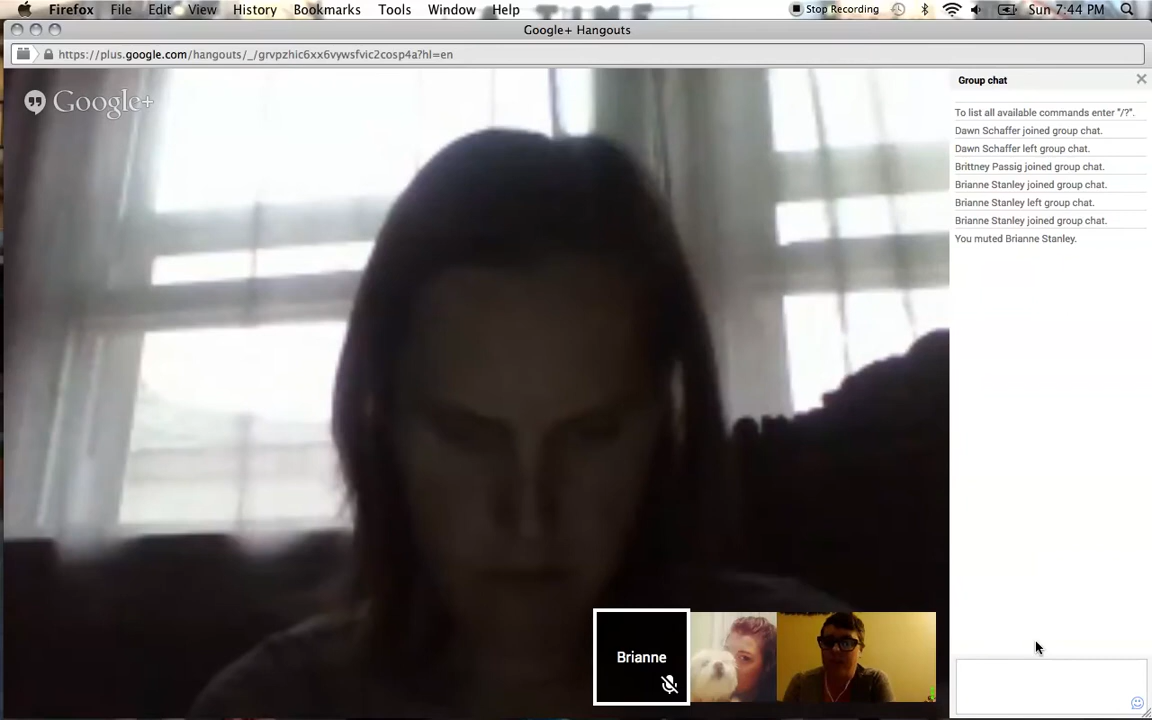 Firefox File Edit View History Bookmarks Tools Window Help Stop Recording Sun 7:44 PM
Google+ Hangouts
https://plus.google.com/hangouts/_/grvpzhic6xx6vywsfvic2cosp4a?hl=en
Google+
Group chat
To list all available commands enter "/?".
Dawn Schaffer joined group chat.
Dawn Schaffer left group chat.
Brittney Passig joined group chat.
Brianne Stanley joined group chat.
Brianne Stanley left group chat.
Brianne Stanley joined group chat.
You muted Brianne Stanley.
Brianne